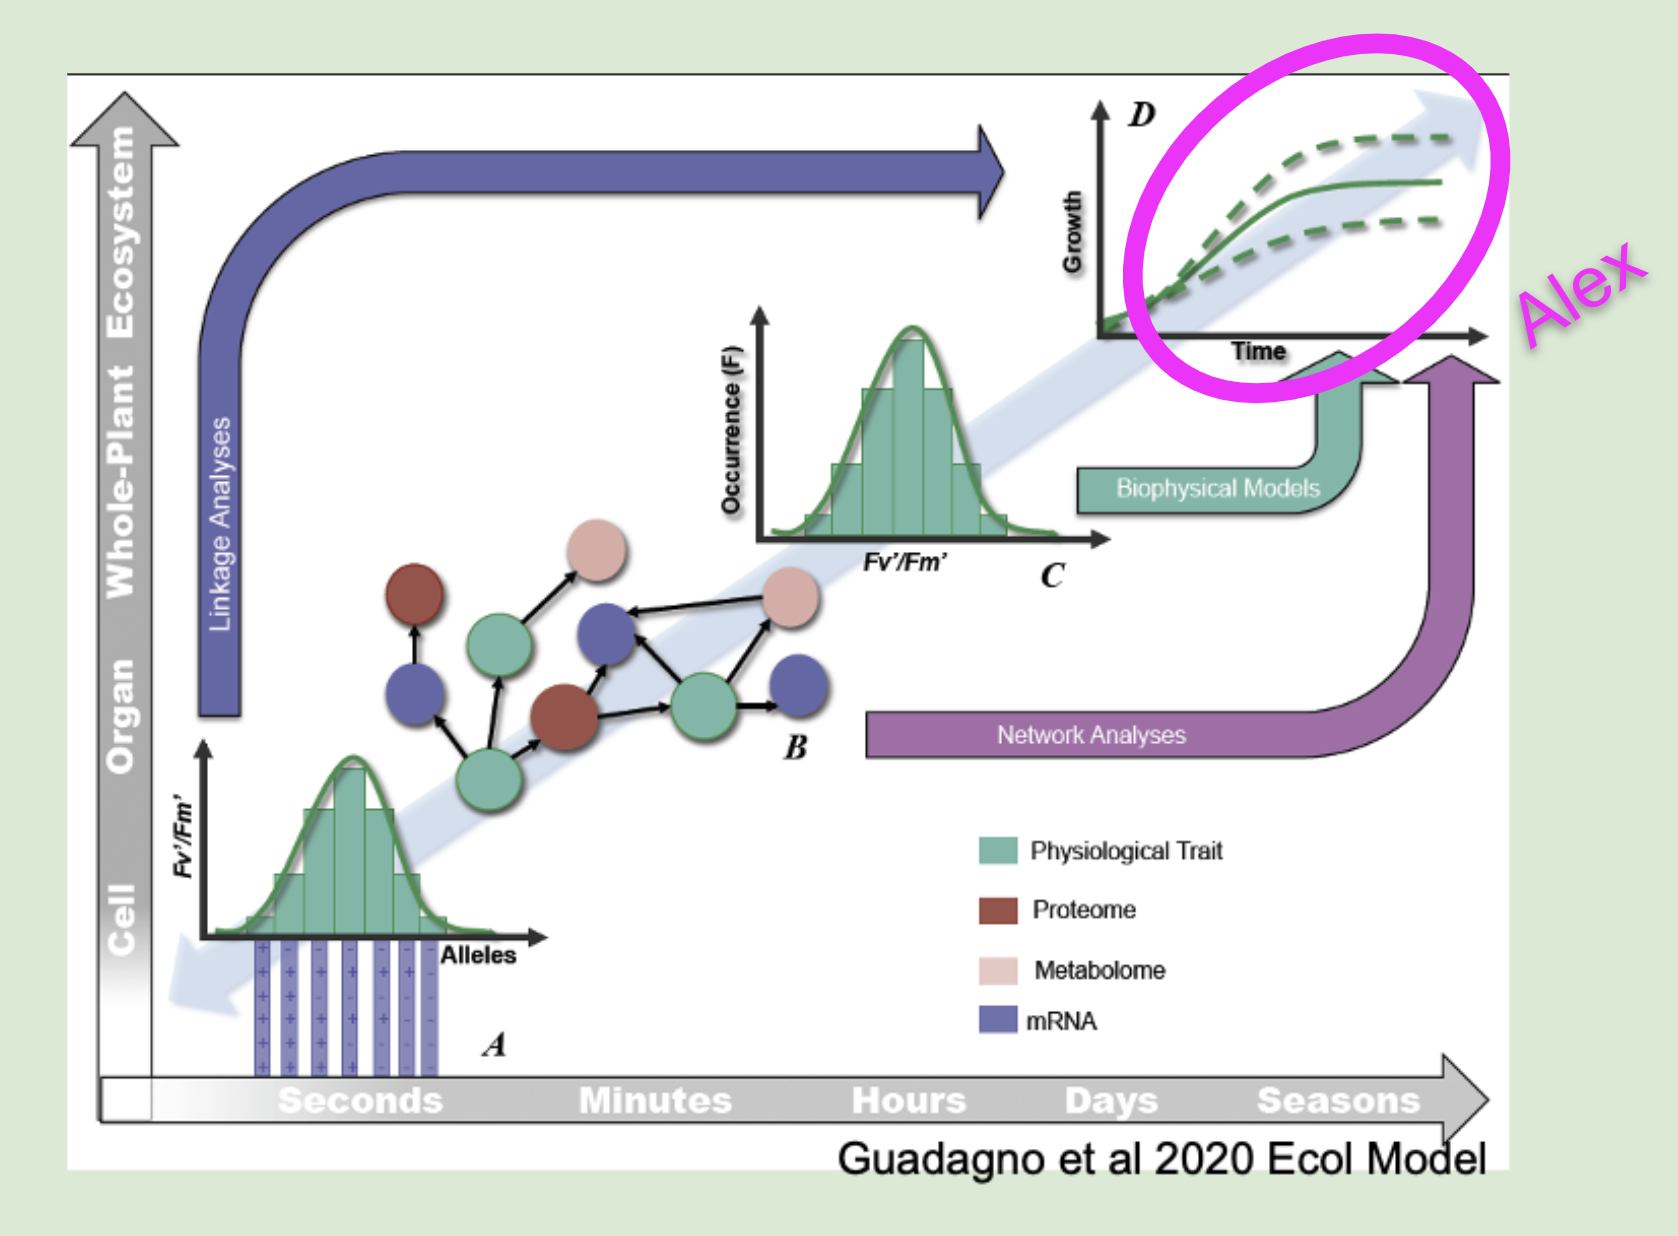 D
Growth
Time
Alex
Ecosystem
Whole-Plant
Organ
Cell
Linkage Analyses
Occurrence (F)
Fv'/Fm'
C
Biophysical Models
B
Network Analyses
Fv'/Fm'
Alleles
A
Physiological Trait
Proteome
Metabolome
mRNA
Seconds Minutes Hours Days Seasons
Guadagno et al 2020 Ecol Model